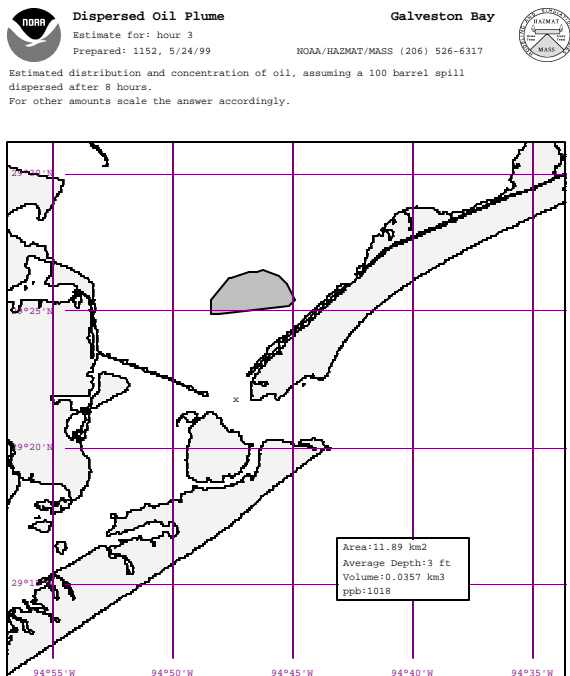 NOAA
Dispersed Oil Plume
Galveston Bay
Estimate for: hour 3
Prepared: 1152, 5/24/99
NOAA/HAZMAT/MASS (206) 526-6317
HAZMAT
MASS
Estimated distribution and concentration of oil, assuming a 100 barrel spill
dispersed after 8 hours.
For other amounts scale the answer accordingly.
29°25'N
x
29°20'N
Area:11.89 km2
Average Depth:3 ft
Volume:0.0357 km3
ppb:1018
94°55'W
94°50'W
94°45'W
94°40'W
94°35'W